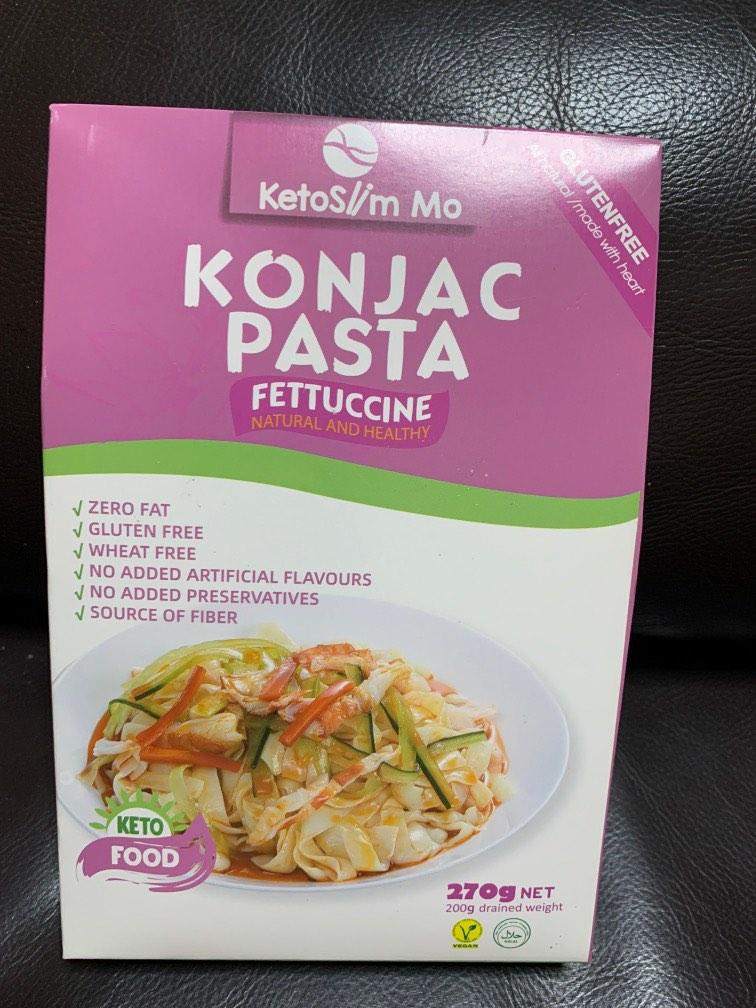 KetoSlim Mo
GLUTENFREE
All natural /made with heart
KONJAC
PASTA
FETTUCCINE
NATURAL AND HEALTHY
√ ZERO FAT
√ GLUTEN FREE
√ WHEAT FREE
√ NO ADDED ARTIFICIAL FLAVOURS
√ NO ADDED PRESERVATIVES
√ SOURCE OF FIBER
KETO
FOOD
270g NET
200g drained weight
VEGAN
حلال
HALAL